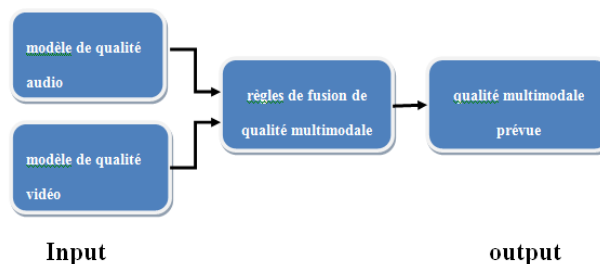 modèle de qualité
audio
modèle de qualité
vidéo
règles de fusion de
qualité multimodale
qualité multimodale
prévue
Input
output